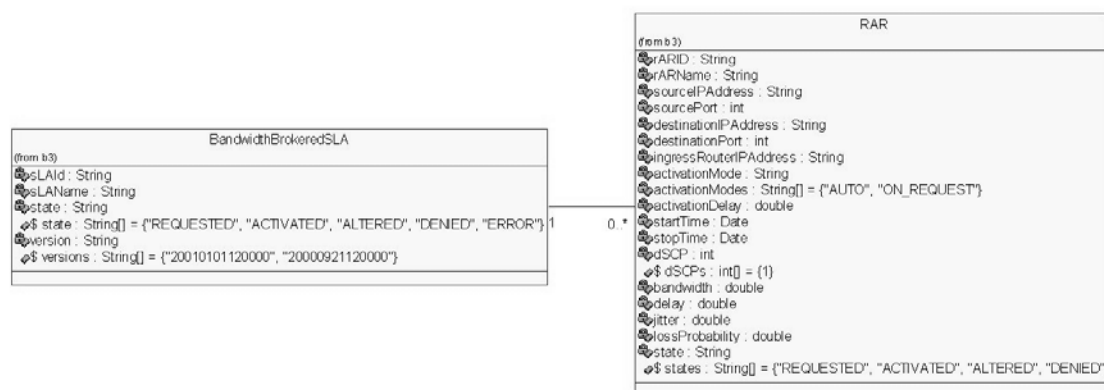 BandwidthBrokeredSLA
(from b3)
sLAId : String
sLAName : String
state : String
$ state : String[] = {"REQUESTED", "ACTIVATED", "ALTERED", "DENIED", "ERROR"}
version : String
$ versions : String[] = {"20010101120000", "20000921120000"}
1
0..*
RAR
(from b3)
rARID : String
rARName : String
sourceIPAddress : String
sourcePort : int
destinationIPAddress : String
destinationPort : int
ingressRouterIPAddress : String
activationMode : String
activationModes : String[] = {"AUTO", "ON_REQUEST"}
activationDelay : double
startTime : Date
stopTime : Date
dSCP : int
$ dSCPs : int[] = {1}
bandwidth : double
delay : double
jitter : double
lossProbability : double
state : String
$ states : String[] = {"REQUESTED", "ACTIVATED", "ALTERED", "DENIED"